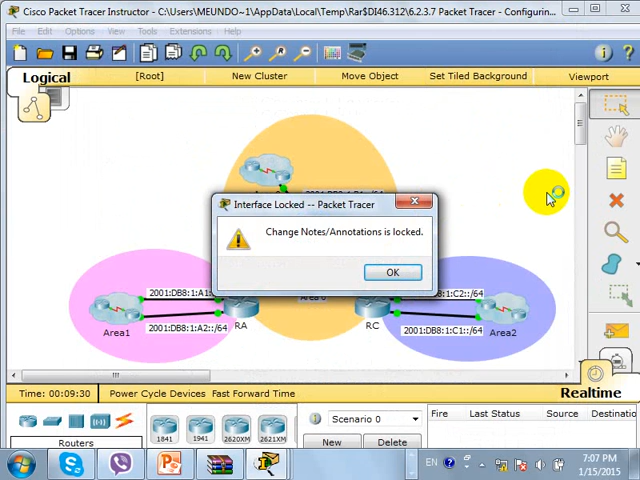 Cisco Packet Tracer Instructor - C:\Users\MEUNDO~1\AppData\Local\Temp\Rar$DI46.312\6.2.3.7 Packet Tracer - Configurin...
File Edit Options View Tools Extensions Help
Logical
[Root]
New Cluster
Move Object
Set Tiled Background
Viewport
Interface Locked -- Packet Tracer
Change Notes/Annotations is locked.
OK
2001:DB8:1:A1:
2001:DB8:1:A2::/64
:C2::/64
2001:DB8:1:C1::/64
Area1
RA
RC
Area2
Time: 00:09:30
Power Cycle Devices Fast Forward Time
Realtime
Routers
1841
1941
2620XM
2621XM
Scenario 0
New
Delete
Fire
Last Status
Source
Destinatio
EN
7:07 PM
1/15/2015